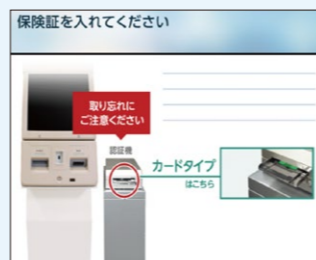 保険証を入れてください
取り忘れに
ご注意ください
認証機
カードタイプ
はこちら